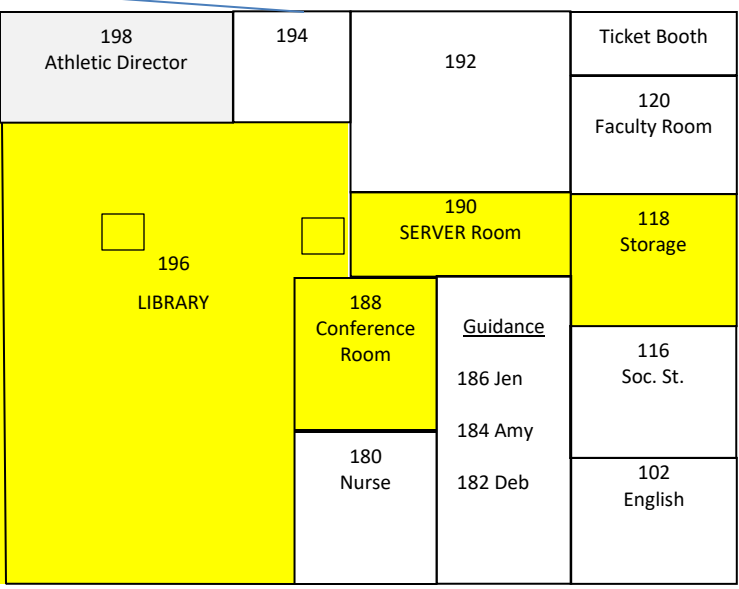 198
Athletic Director
194
192
Ticket Booth
120
Faculty Room
190
SERVER Room
118
Storage
196
LIBRARY
188
Conference
Room
Guidance
186 Jen
184 Amy
182 Deb
116
Soc. St.
180
Nurse
102
English